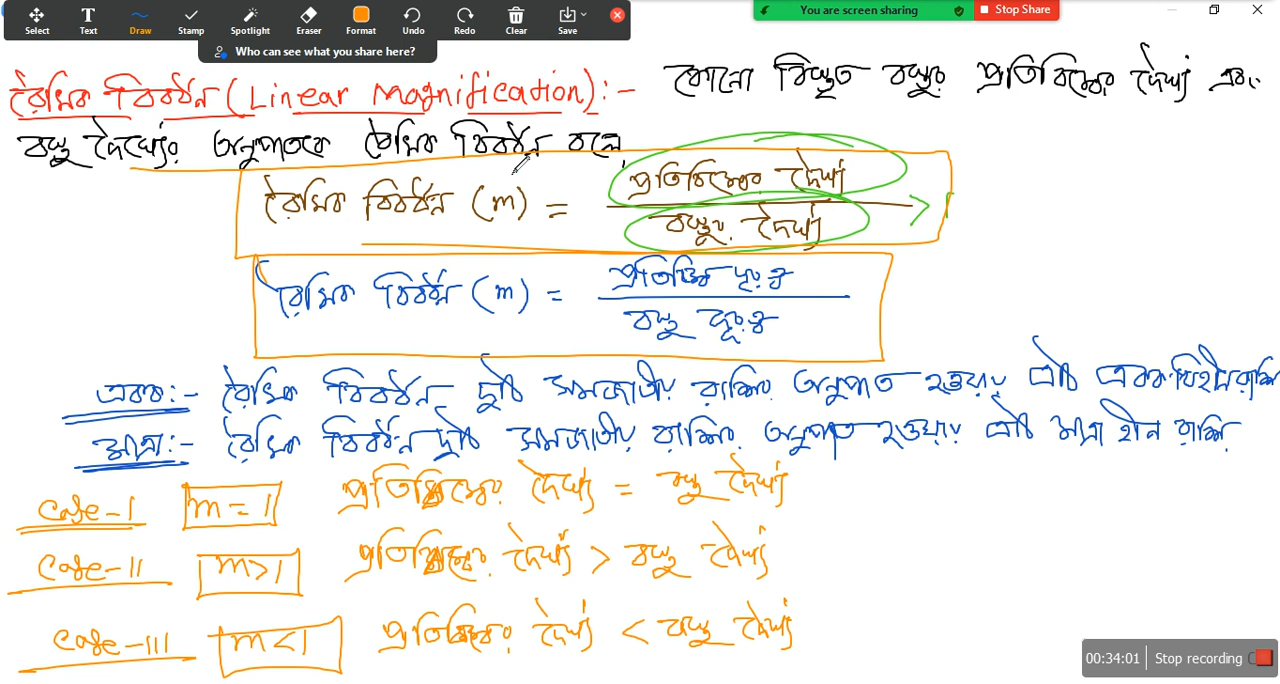 Select Text Draw Stamp Spotlight Eraser Format Undo Redo Clear Save
Who can see what you share here?
You are screen sharing Stop Share
রৈখিক বিবর্ধন (Linear Magnification):- কোনো বিস্তৃত বস্তুর প্রতিবিম্বের দৈর্ঘ্য এবং
বস্তু দৈর্ঘ্যের অনুপাতকে রৈখিক বিবর্ধন বলে
রৈখিক বিবর্ধন (m) = প্রতিবিম্বের দৈর্ঘ্য
বস্তুর দৈর্ঘ্য
রৈখিক বিবর্ধন (m) = প্রতিবিম্ব দূরত্ব
বস্তু দূরত্ব
একক:- রৈখিক বিবর্ধন দুটি সমজাতীয় রাশির অনুপাত হওয়ায় এটি এককবিহীন রাশি
মাত্রা:- রৈখিক বিবর্ধন দুটি সমজাতীয় রাশির অনুপাত হওয়ায় এটি মাত্রা হীন রাশি
Case-I m = 1 প্রতিবিম্বের দৈর্ঘ্য = বস্তু দৈর্ঘ্য
Case-II m>1 প্রতিবিম্বের দৈর্ঘ্য > বস্তু দৈর্ঘ্য
Case-III m<1 প্রতিবিম্বের দৈর্ঘ্য < বস্তু দৈর্ঘ্য
00:34:01 Stop recording